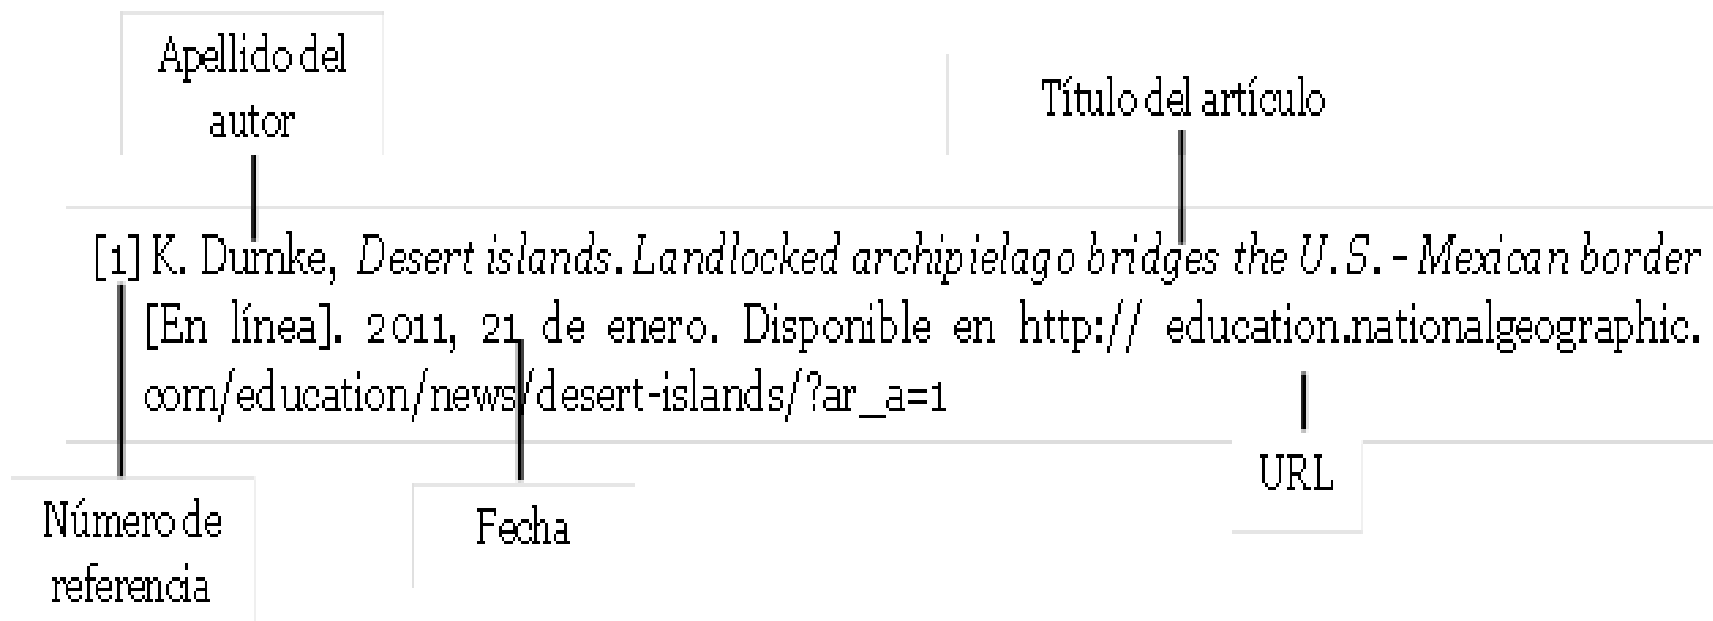 Apellido del
autor
Título del artículo
[1] K. Dumke, Desert islands. Landlocked archipielago bridges the U.S. - Mexican border
[En línea]. 2011, 21 de enero. Disponible en http:// education.nationalgeographic.
com/education/news/desert-islands/?ar_a=1
URL
Número de
referencia
Fecha